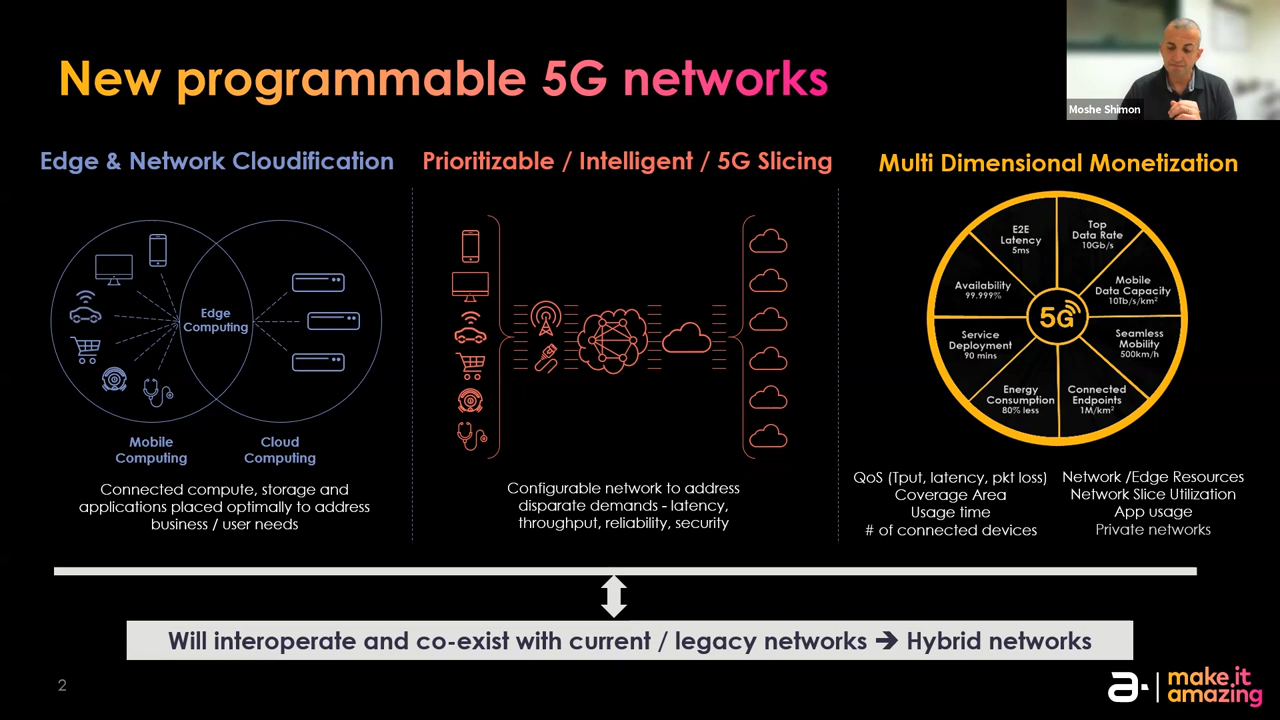 New programmable 5G networks
Moshe Shimon
Edge & Network Cloudification
Edge
Computing
Mobile
Computing
Cloud
Computing
Connected compute, storage and
applications placed optimally to address
business / user needs
Prioritizable / Intelligent / 5G Slicing
Configurable network to address
disparate demands - latency,
throughput, reliability, security
Multi Dimensional Monetization
E2E
Latency
5ms
Top
Data Rate
10Gb/s
Mobile
Data Capacity
10Tb/s/km²
Seamless
Mobility
500km/h
Connected
Endpoints
1M/km²
Energy
Consumption
80% less
Service
Deployment
90 mins
Availability
99.999%
5G
QoS (Tput, latency, pkt loss)
Coverage Area
Usage time
# of connected devices
Network /Edge Resources
Network Slice Utilization
App usage
Private networks
Will interoperate and co-exist with current / legacy networks ➔ Hybrid networks
2
a
make it
amazing